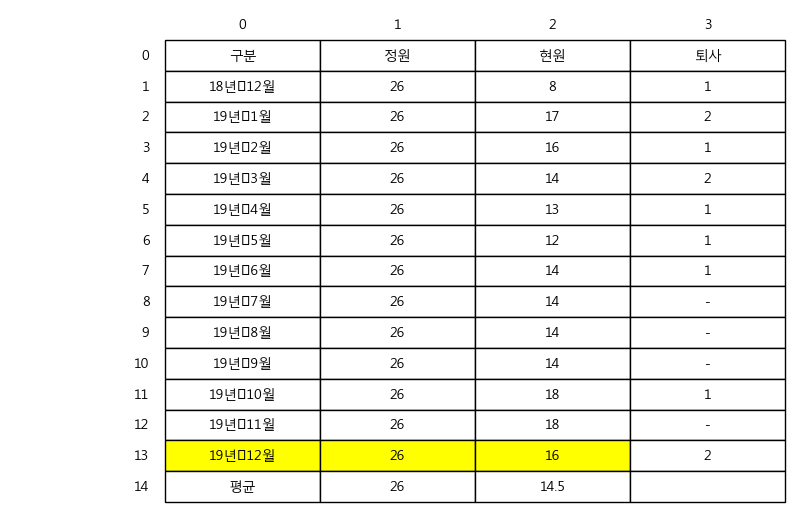 0 1 2 3
0 구분 정원 현원 퇴사
1 18년 12월 26 8 1
2 19년 1월 26 17 2
3 19년 2월 26 16 1
4 19년 3월 26 14 2
5 19년 4월 26 13 1
6 19년 5월 26 12 1
7 19년 6월 26 14 1
8 19년 7월 26 14 -
9 19년 8월 26 14 -
10 19년 9월 26 14 -
11 19년 10월 26 18 1
12 19년 11월 26 18 -
13 19년 12월 26 16 2
14 평균 26 14.5